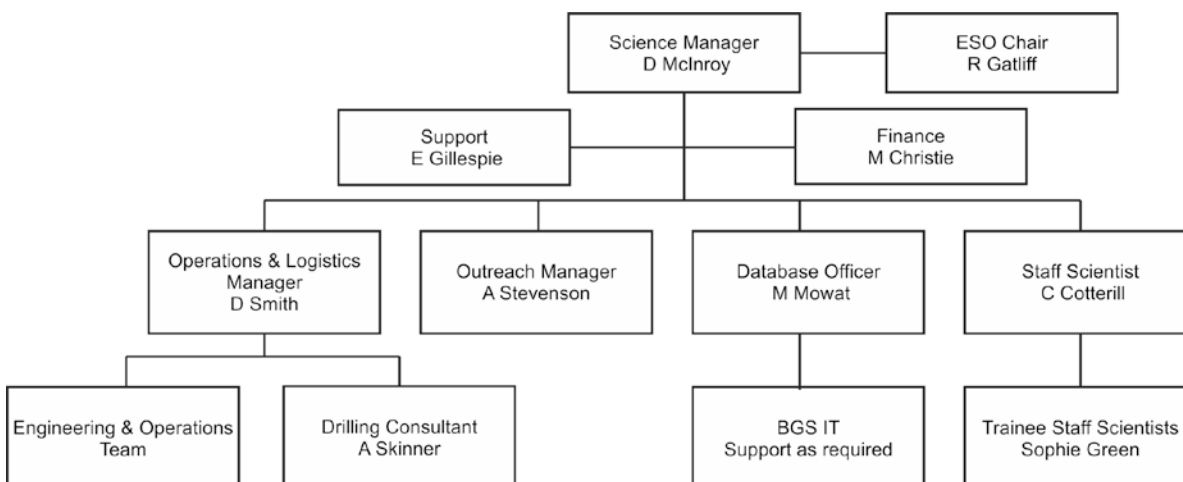 Science Manager
D McInroy
ESO Chair
R Gatliff
Support
E Gillespie
Finance
M Christie
Operations & Logistics
Manager
D Smith
Outreach Manager
A Stevenson
Database Officer
M Mowat
Staff Scientist
C Cotterill
Engineering & Operations
Team
Drilling Consultant
A Skinner
BGS IT
Support as required
Trainee Staff Scientists
Sophie Green